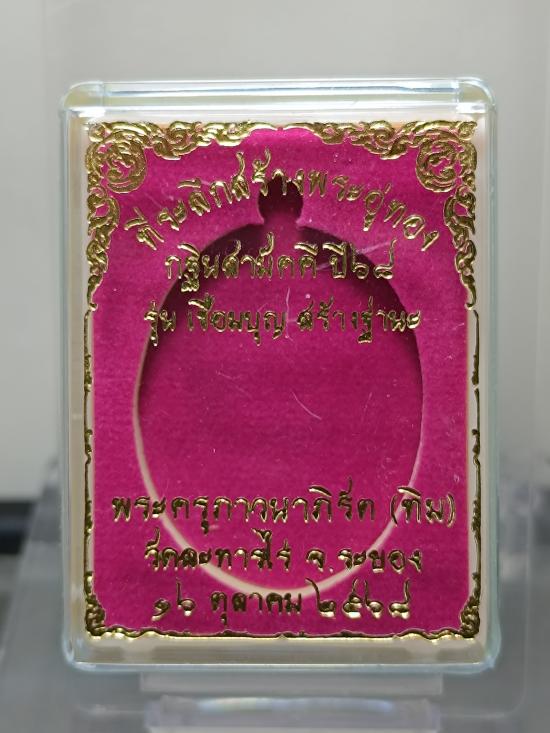 ที่ระลึกสร้างพระอู่ทอง
กฐินสามัคคี ปี๖๘
รุ่น เชื่อมบุญ สร้างฐานะ
พระครูภาวนาภิรัต (ทิม)
วัดละหารไร่ จ.ระยอง
๑๖ ตุลาคม ๒๕๖๘